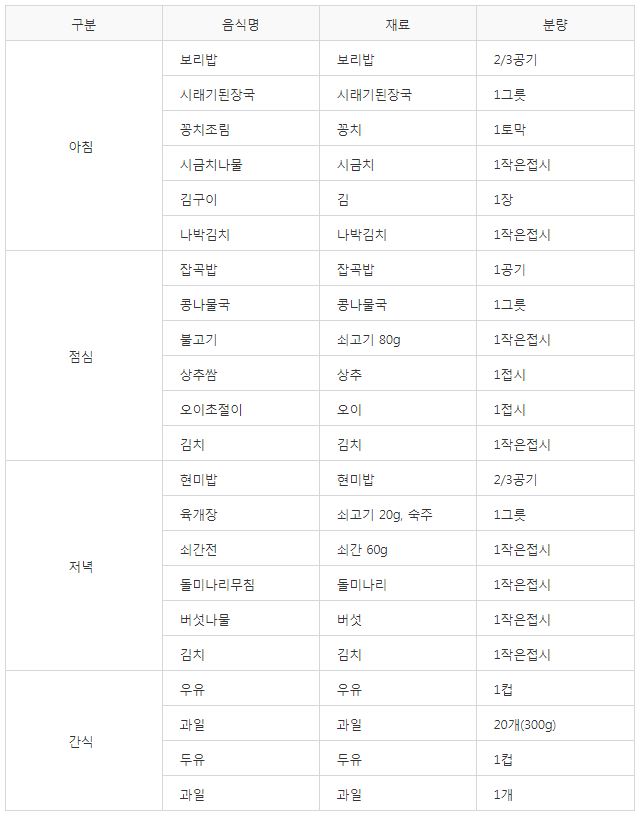 구분 음식명 재료 분량
아침
보리밥 보리밥 2/3공기
시래기된장국 시래기된장국 1그릇
꽁치조림 꽁치 1토막
시금치나물 시금치 1작은접시
김구이 김 1장
나박김치 나박김치 1작은접시
점심
잡곡밥 잡곡밥 1공기
콩나물국 콩나물국 1그릇
불고기 쇠고기 80g 1작은접시
상추쌈 상추 1접시
오이초절이 오이 1접시
김치 김치 1작은접시
저녁
현미밥 현미밥 2/3공기
육개장 쇠고기 20g, 숙주 1그릇
쇠간전 쇠간 60g 1작은접시
돌미나리무침 돌미나리 1작은접시
버섯나물 버섯 1작은접시
김치 김치 1작은접시
간식
우유 우유 1컵
과일 과일 20개(300g)
두유 두유 1컵
과일 과일 1개